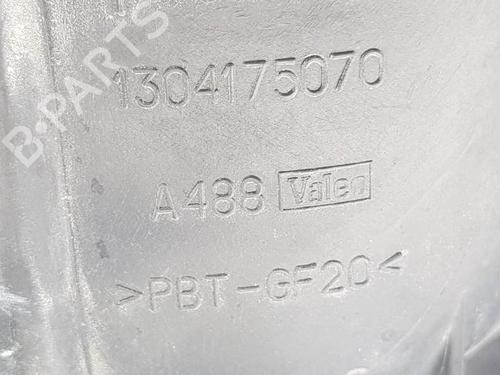 1304175070
A488 Valeo
>PBT-GF20<
B-PARTS